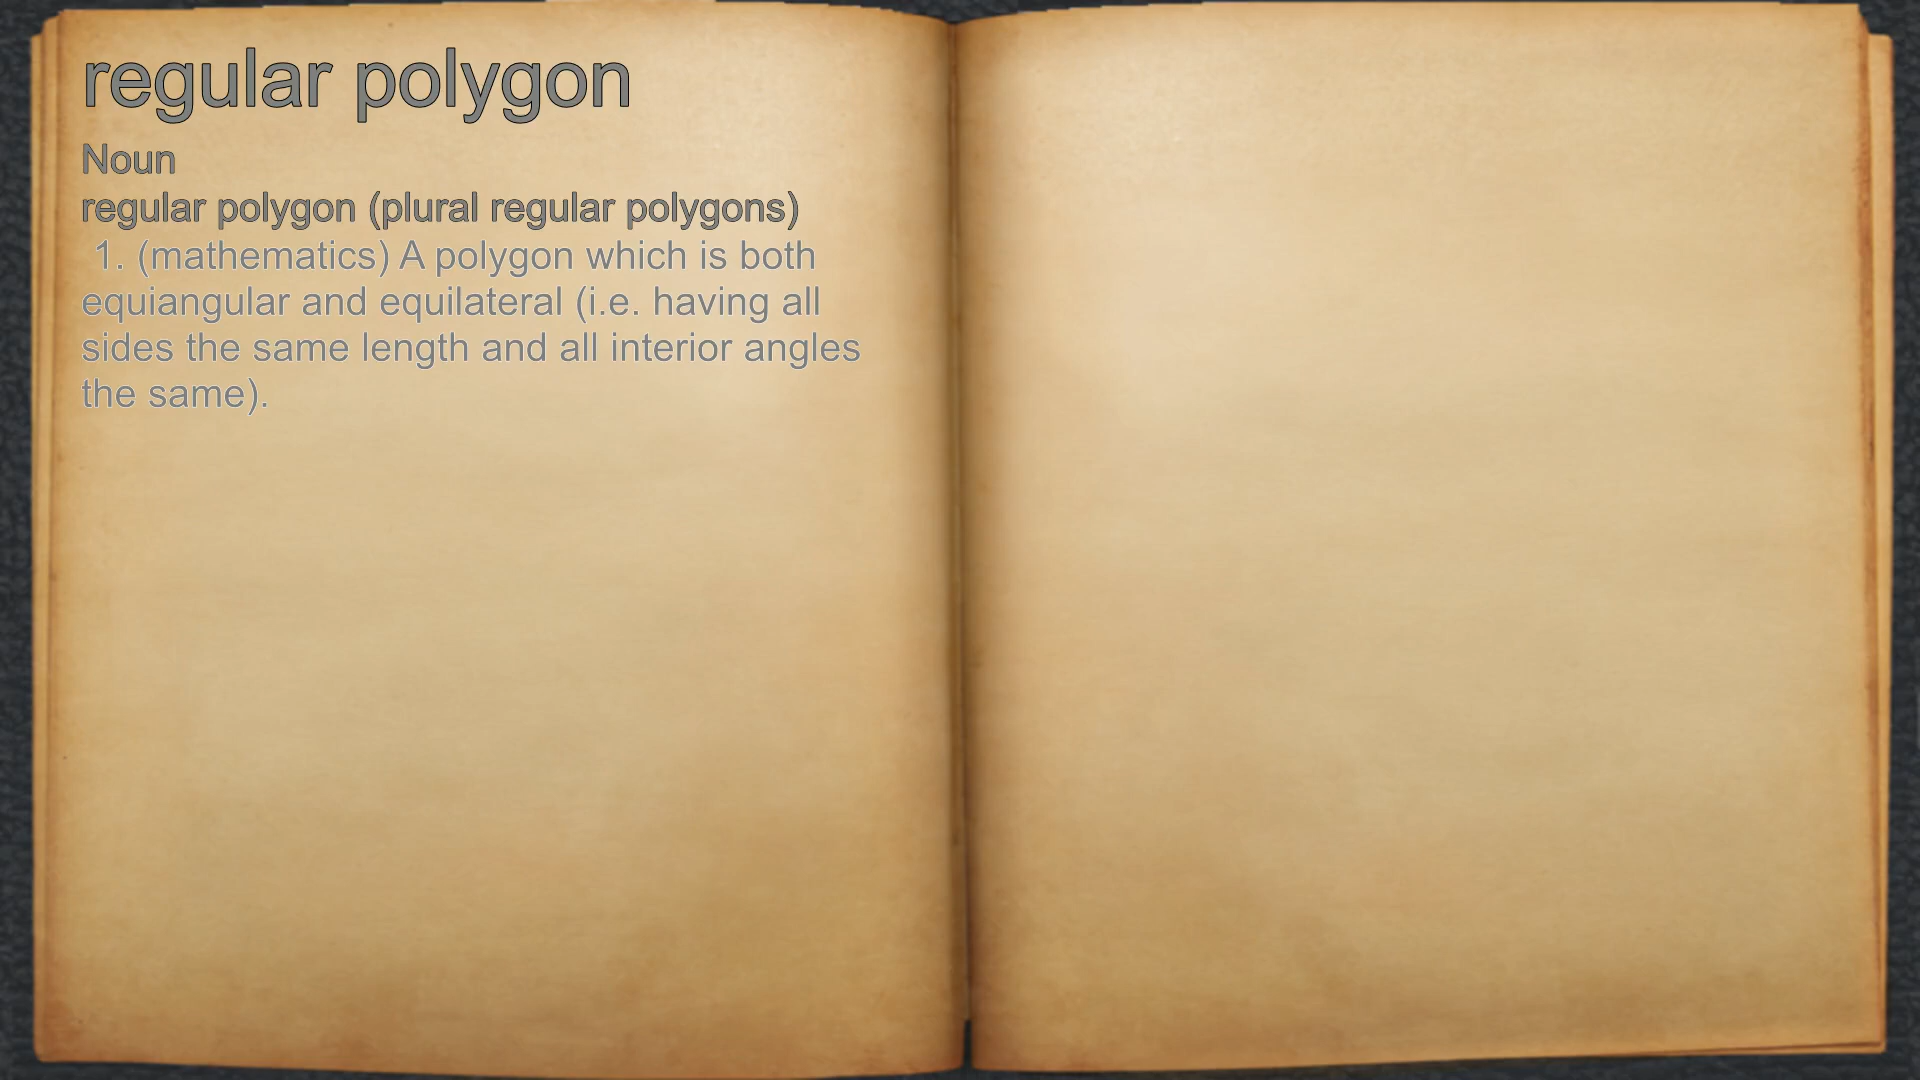 regular polygon
Noun
regular polygon (plural regular polygons)
1. (mathematics) A polygon which is both
equiangular and equilateral (i.e. having all
sides the same length and all interior angles
the same).